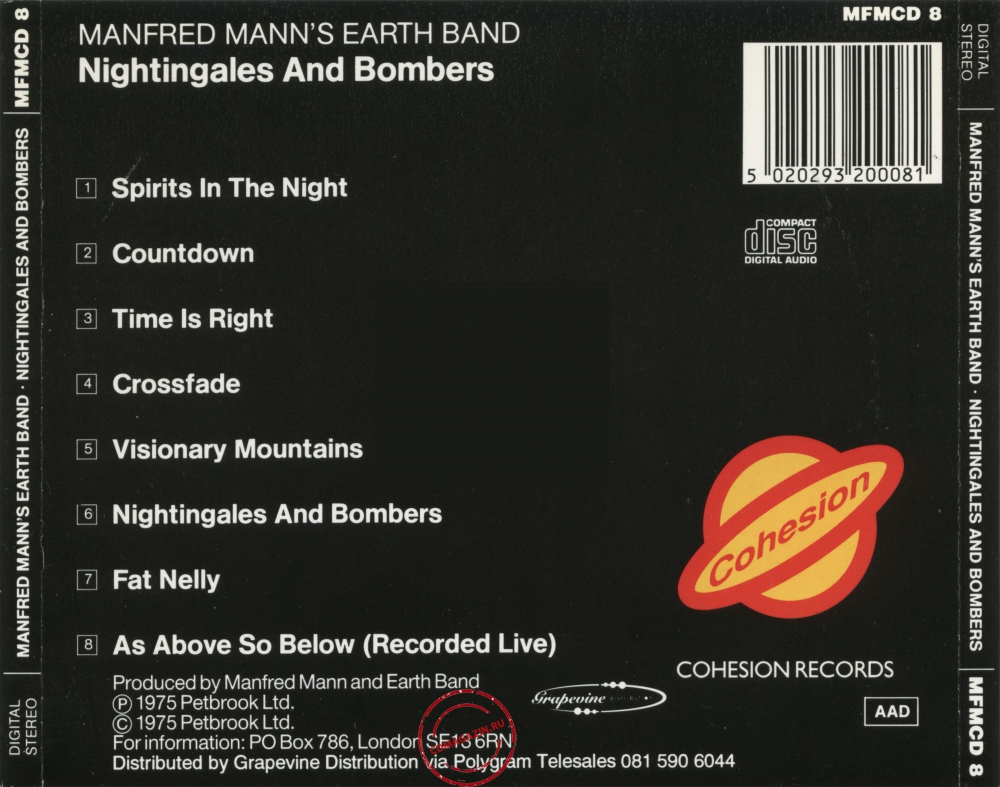 MFMCD 8
MANFRED MANN'S EARTH BAND · NIGHTINGALES AND BOMBERS
DIGITAL
STEREO
MANFRED MANN'S EARTH BAND
Nightingales And Bombers
1 Spirits In The Night
2 Countdown
3 Time Is Right
4 Crossfade
5 Visionary Mountains
6 Nightingales And Bombers
7 Fat Nelly
8 As Above So Below (Recorded Live)
Produced by Manfred Mann and Earth Band
Ⓟ 1975 Petbrook Ltd.
© 1975 Petbrook Ltd.
For information: PO Box 786, London SE13 6RN
Distributed by Grapevine Distribution via Polygram Telesales 081 590 6044
Grapevine
MFMCD 8
5 020293 200081
COMPACT
disc
DIGITAL AUDIO
Cohesion
COHESION RECORDS
AAD
DIGITAL
STEREO
MANFRED MANN'S EARTH BAND · NIGHTINGALES AND BOMBERS
MFMCD 8